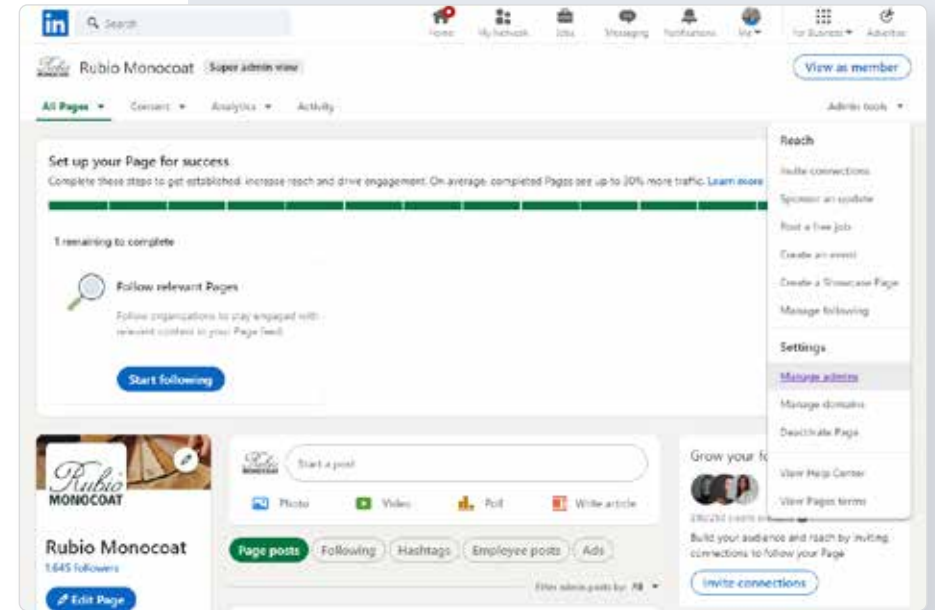 in Search
Home My Network Jobs Messaging Notifications Me For Business Advertise
Rubio MONOCOAT Rubio Monocoat Super admin view View as member
All Pages Content Analytics Activity Admin tools
Set up your Page for success
Complete these steps to get established, increase reach and drive engagement. On average, completed Pages see up to 30% more traffic. Learn more
1 remaining to complete
Follow relevant Pages
Follow organizations to stay engaged with
relevant content in your Page feed.
Start following
Reach
Invite connections
Sponsor an update
Post a free job
Create an event
Create a Showcase Page
Manage following
Settings
Manage admins
Manage domains
Deactivate Page
View Help Center
View Pages terms
Rubio
MONOCOAT
Rubio Monocoat
1,645 followers
Edit Page
Rubio MONOCOAT Start a post
Photo Video Poll Write article
Page posts Following Hashtags Employee posts Ads
Filter admin posts by: All
Grow your
Build your audience and reach by inviting
connections to follow your Page
Invite connections